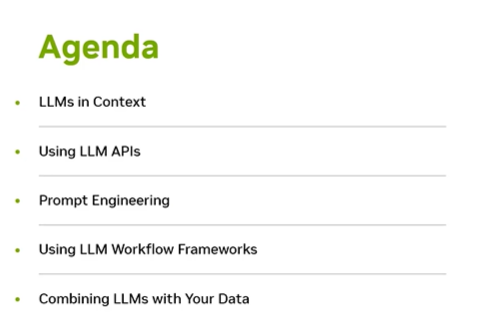 Agenda
• LLMs in Context
• Using LLM APIs
• Prompt Engineering
• Using LLM Workflow Frameworks
• Combining LLMs with Your Data